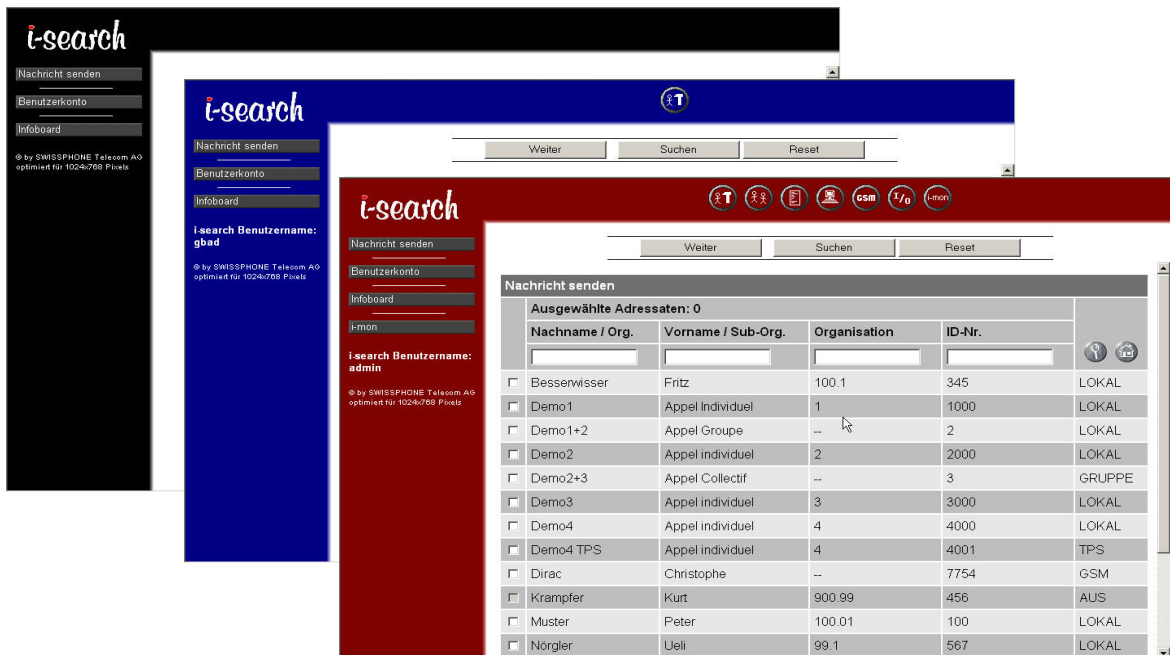 i-search
Nachricht senden
Benutzerkonto
Infoboard
© by SWISSPHONE Telecom AG
optimiert für 1024x768 Pixels
i-search
T
Nachricht senden
Benutzerkonto
Infoboard
i-search Benutzername:
gbad
© by SWISSPHONE Telecom AG
optimiert für 1024x768 Pixels
Weiter Suchen Reset
i-search
T GSM I/O i-mon
Nachricht senden
Benutzerkonto
Infoboard
i-mon
i-search Benutzername:
admin
© by SWISSPHONE Telecom AG
optimiert für 1024x768 Pixels
Weiter Suchen Reset
Nachricht senden
Ausgewählte Adressaten: 0
Nachname / Org. Vorname / Sub-Org. Organisation ID-Nr.
Besserwisser Fritz 100.1 345 LOKAL
Demo1 Appel Individuel 1 1000 LOKAL
Demo1+2 Appel Groupe -- 2 LOKAL
Demo2 Appel individuel 2 2000 LOKAL
Demo2+3 Appel Collectif -- 3 GRUPPE
Demo3 Appel individuel 3 3000 LOKAL
Demo4 Appel individuel 4 4000 LOKAL
Demo4 TPS Appel individuel 4 4001 TPS
Dirac Christophe -- 7754 GSM
Krampfer Kurt 900.99 456 AUS
Muster Peter 100.01 100 LOKAL
Nörgler Ueli 99.1 567 LOKAL